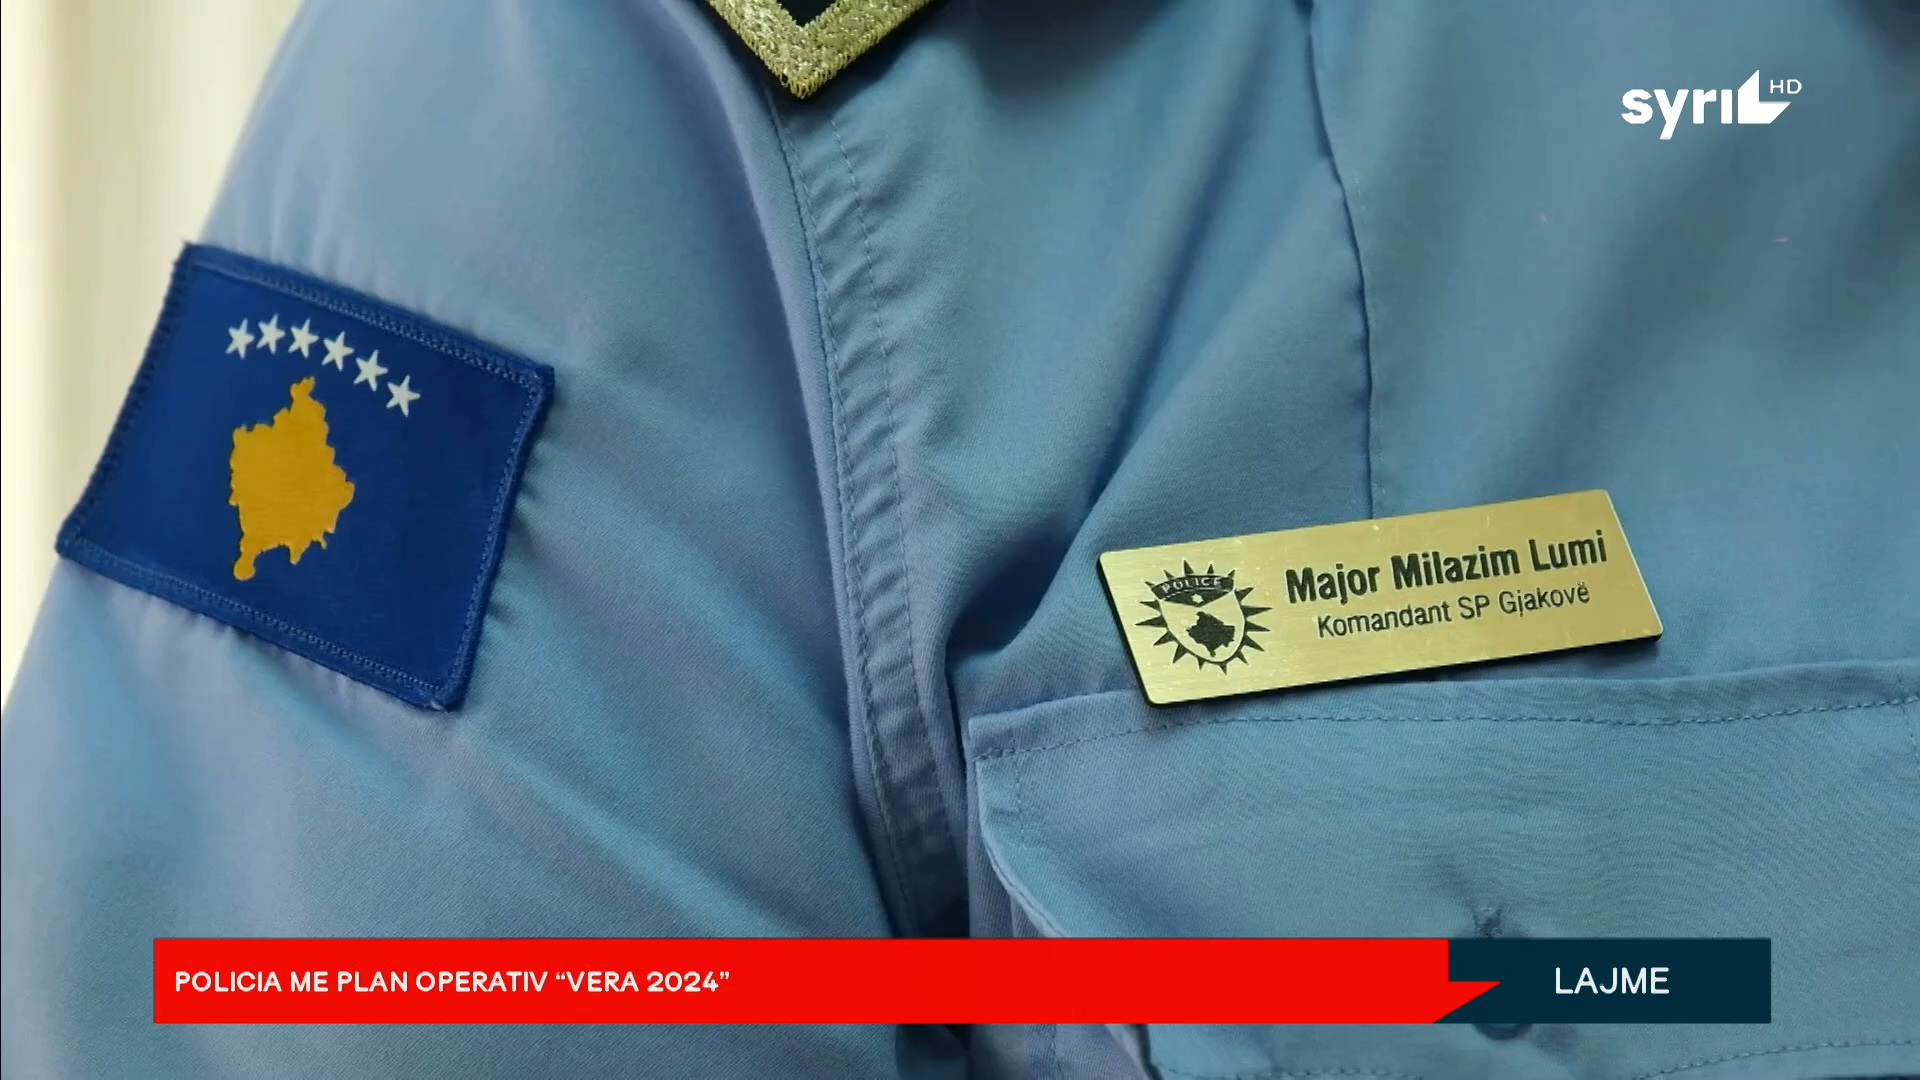 syri HD
POLICE
Major Milazim Lumi
Komandant SP Gjakovë
POLICIA ME PLAN OPERATIV “VERA 2024”
LAJME